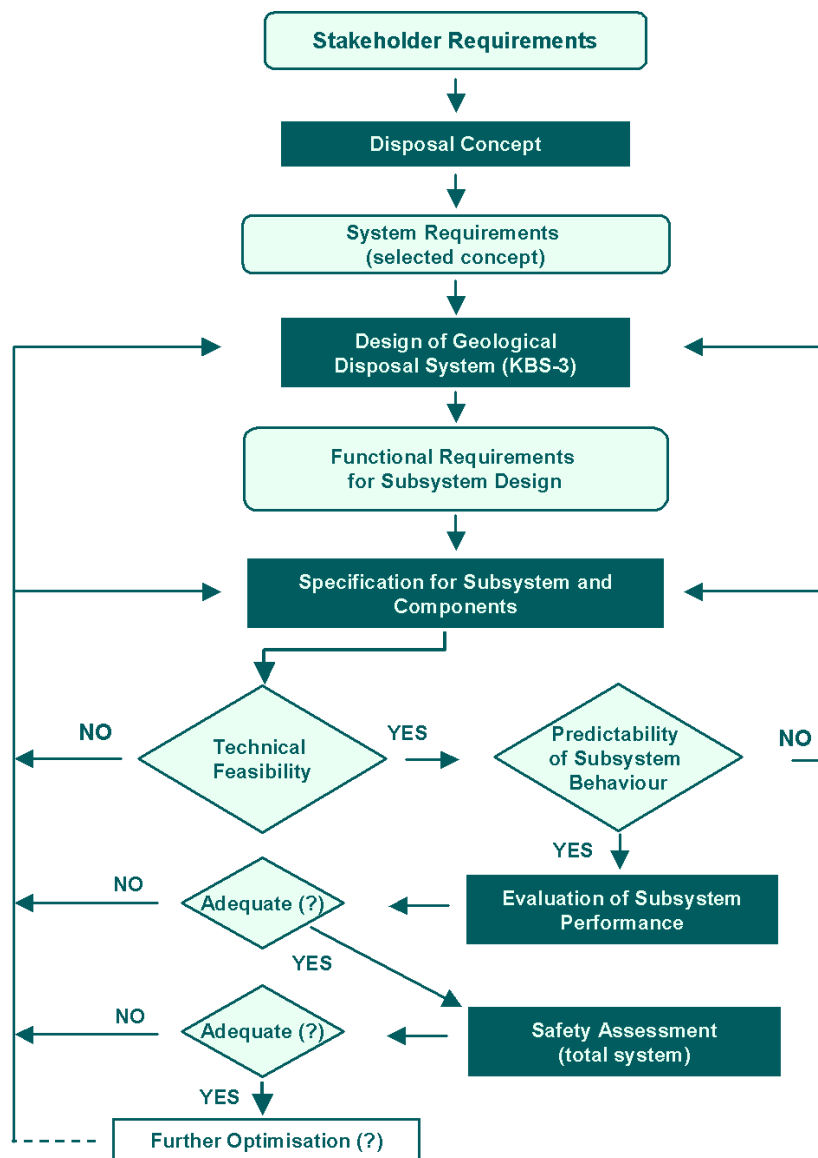 Stakeholder Requirements
Disposal Concept
System Requirements
(selected concept)
Design of Geological
Disposal System (KBS-3)
Functional Requirements
for Subsystem Design
Specification for Subsystem and
Components
NO
Technical
Feasibility
YES
Predictability
of Subsystem
Behaviour
NO
YES
NO
Adequate (?)
Evaluation of Subsystem
Performance
YES
NO
Adequate (?)
Safety Assessment
(total system)
YES
Further Optimisation (?)